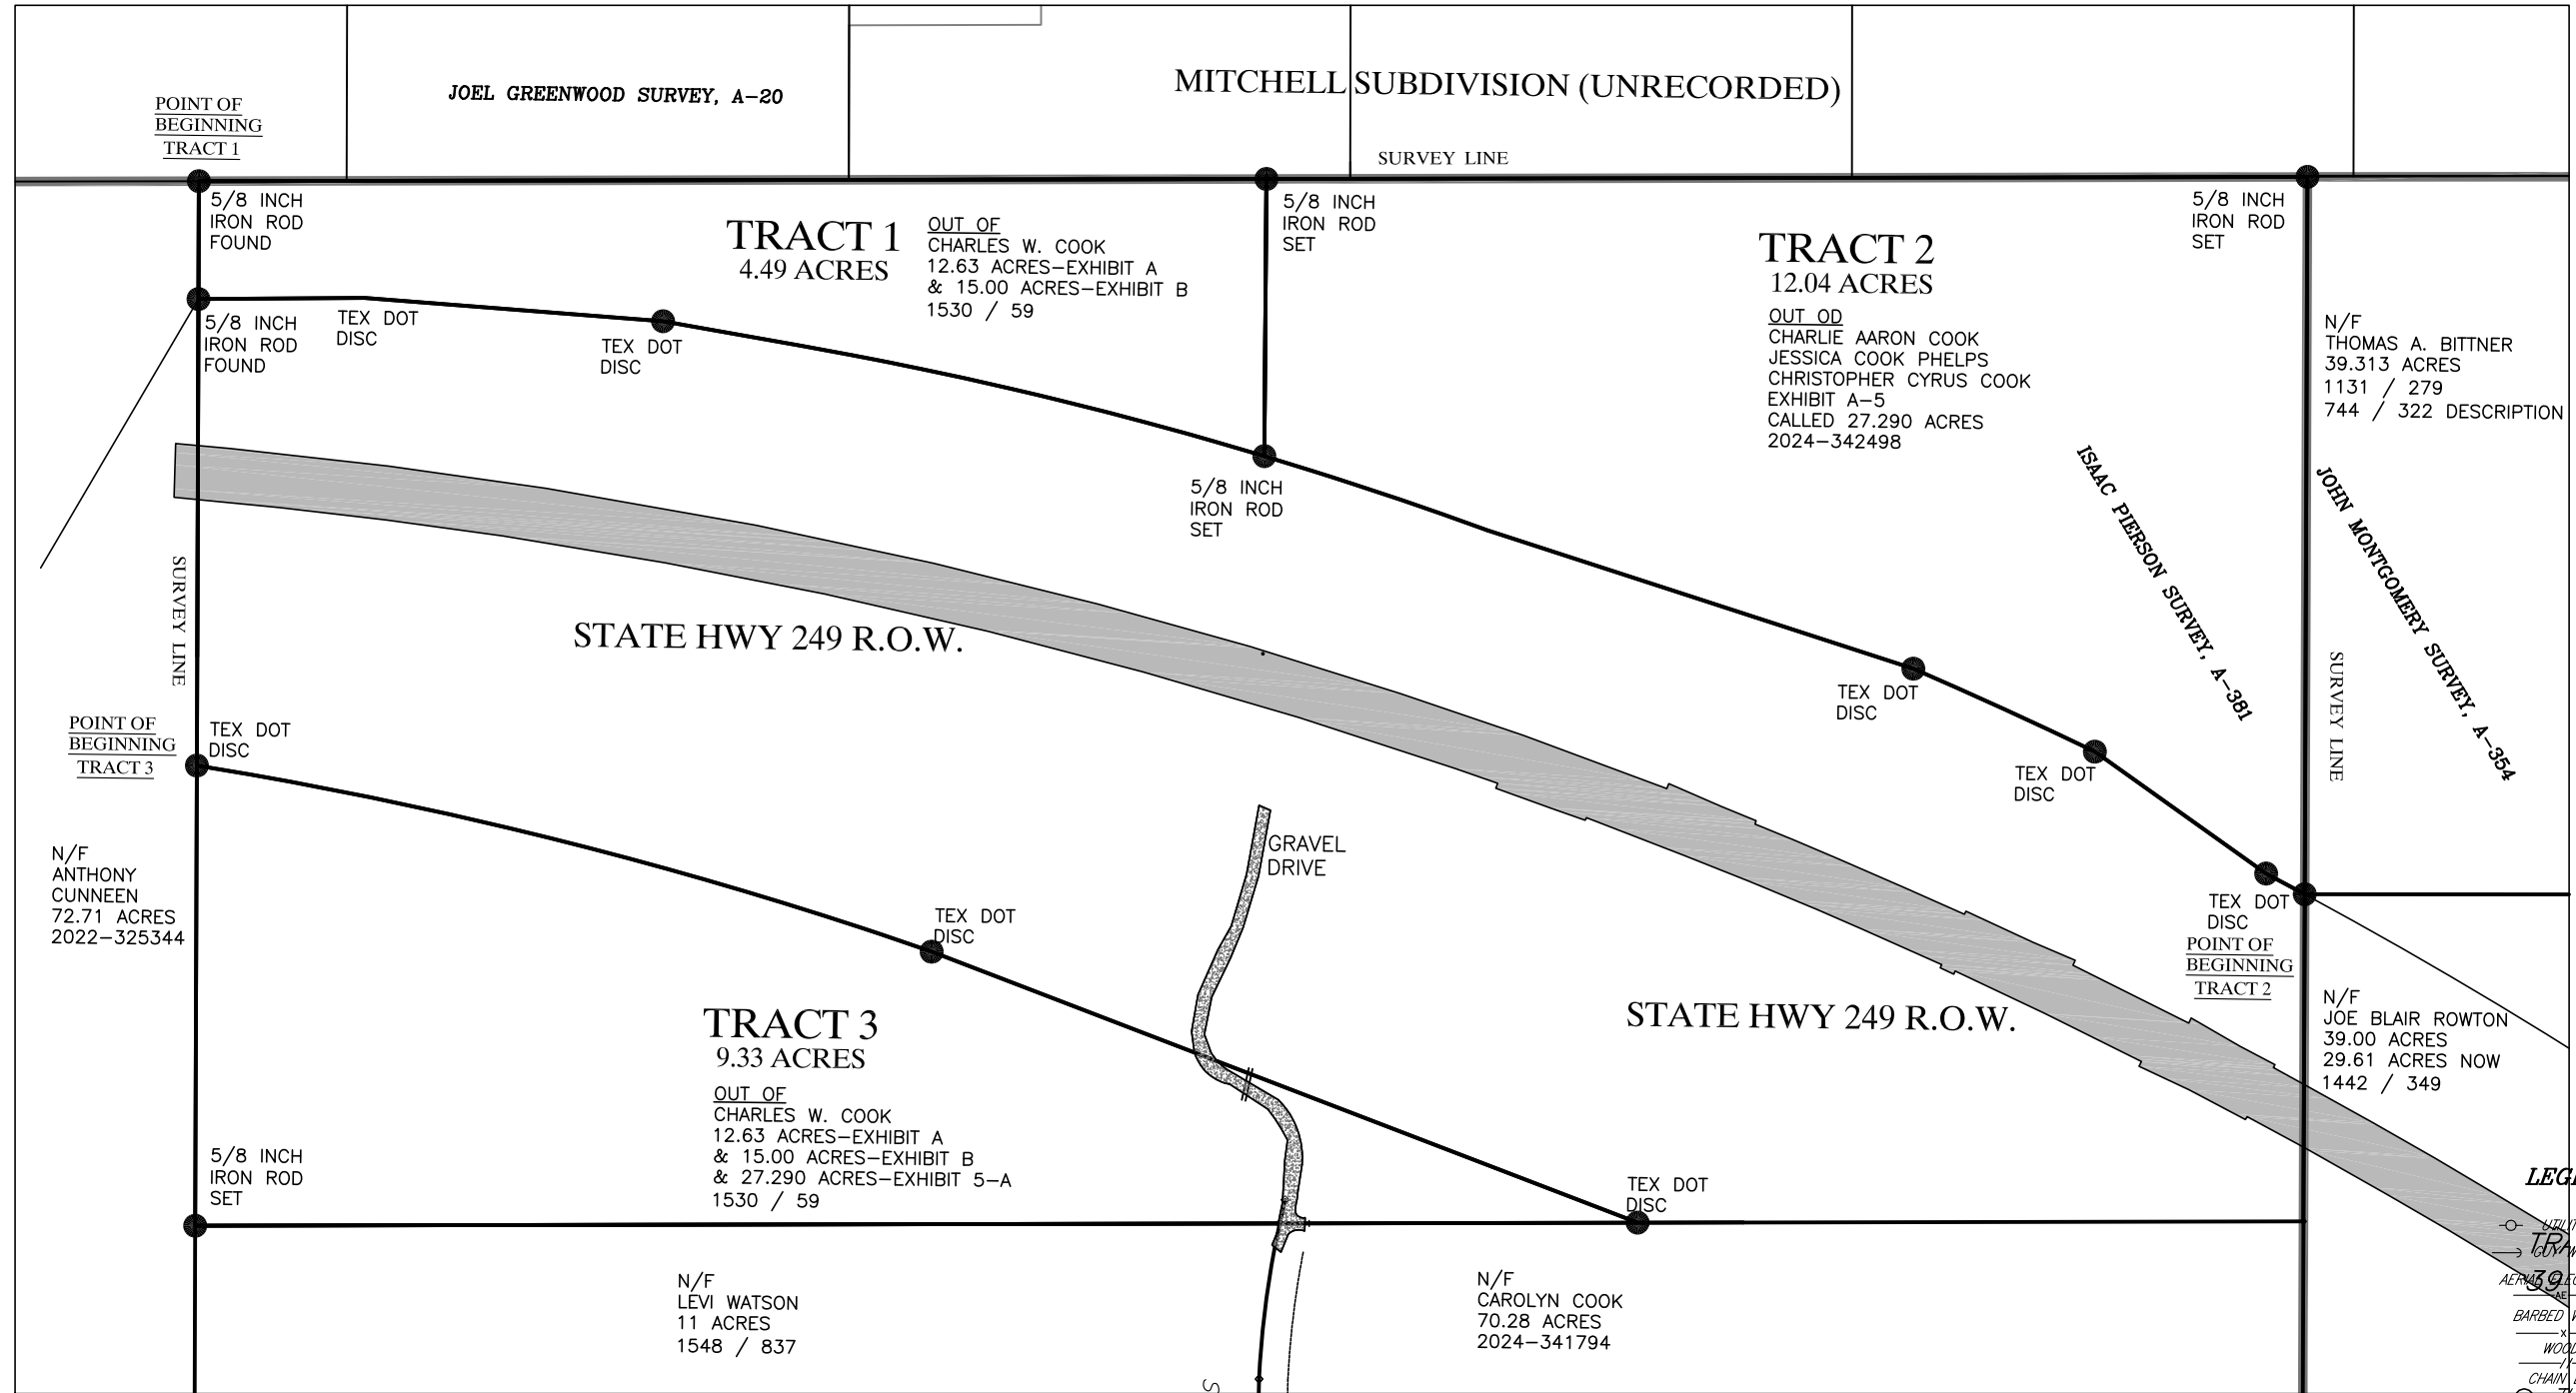 JOEL GREENWOOD SURVEY, A-20
MITCHELL SUBDIVISION (UNRECORDED)
POINT OF
BEGINNING
TRACT 1
SURVEY LINE
5/8 INCH
IRON ROD
FOUND
TRACT 1
4.49 ACRES
OUT OF
CHARLES W. COOK
12.63 ACRES-EXHIBIT A
& 15.00 ACRES-EXHIBIT B
1530 / 59
5/8 INCH
IRON ROD
SET
TRACT 2
12.04 ACRES
OUT OD
CHARLIE AARON COOK
JESSICA COOK PHELPS
CHRISTOPHER CYRUS COOK
EXHIBIT A-5
CALLED 27.290 ACRES
2024-342498
5/8 INCH
IRON ROD
SET
N/F
THOMAS A. BITTNER
39.313 ACRES
1131 / 279
744 / 322 DESCRIPTION
5/8 INCH
IRON ROD
FOUND
TEX DOT
DISC
TEX DOT
DISC
5/8 INCH
IRON ROD
SET
ISAAC PIERSON SURVEY, A-381
JOHN MONTGOMERY SURVEY, A-354
SURVEY LINE
SURVEY LINE
STATE HWY 249 R.O.W.
TEX DOT
DISC
TEX DOT
DISC
POINT OF
BEGINNING
TRACT 3
TEX DOT
DISC
GRAVEL
DRIVE
N/F
ANTHONY
CUNNEEN
72.71 ACRES
2022-325344
TEX DOT
DISC
TEX DOT
DISC
POINT OF
BEGINNING
TRACT 2
STATE HWY 249 R.O.W.
N/F
JOE BLAIR ROWTON
39.00 ACRES
29.61 ACRES NOW
1442 / 349
TRACT 3
9.33 ACRES
OUT OF
CHARLES W. COOK
12.63 ACRES-EXHIBIT A
& 15.00 ACRES-EXHIBIT B
& 27.290 ACRES-EXHIBIT 5-A
1530 / 59
5/8 INCH
IRON ROD
SET
TEX DOT
DISC
N/F
LEVI WATSON
11 ACRES
1548 / 837
N/F
CAROLYN COOK
70.28 ACRES
2024-341794
39
BARBED